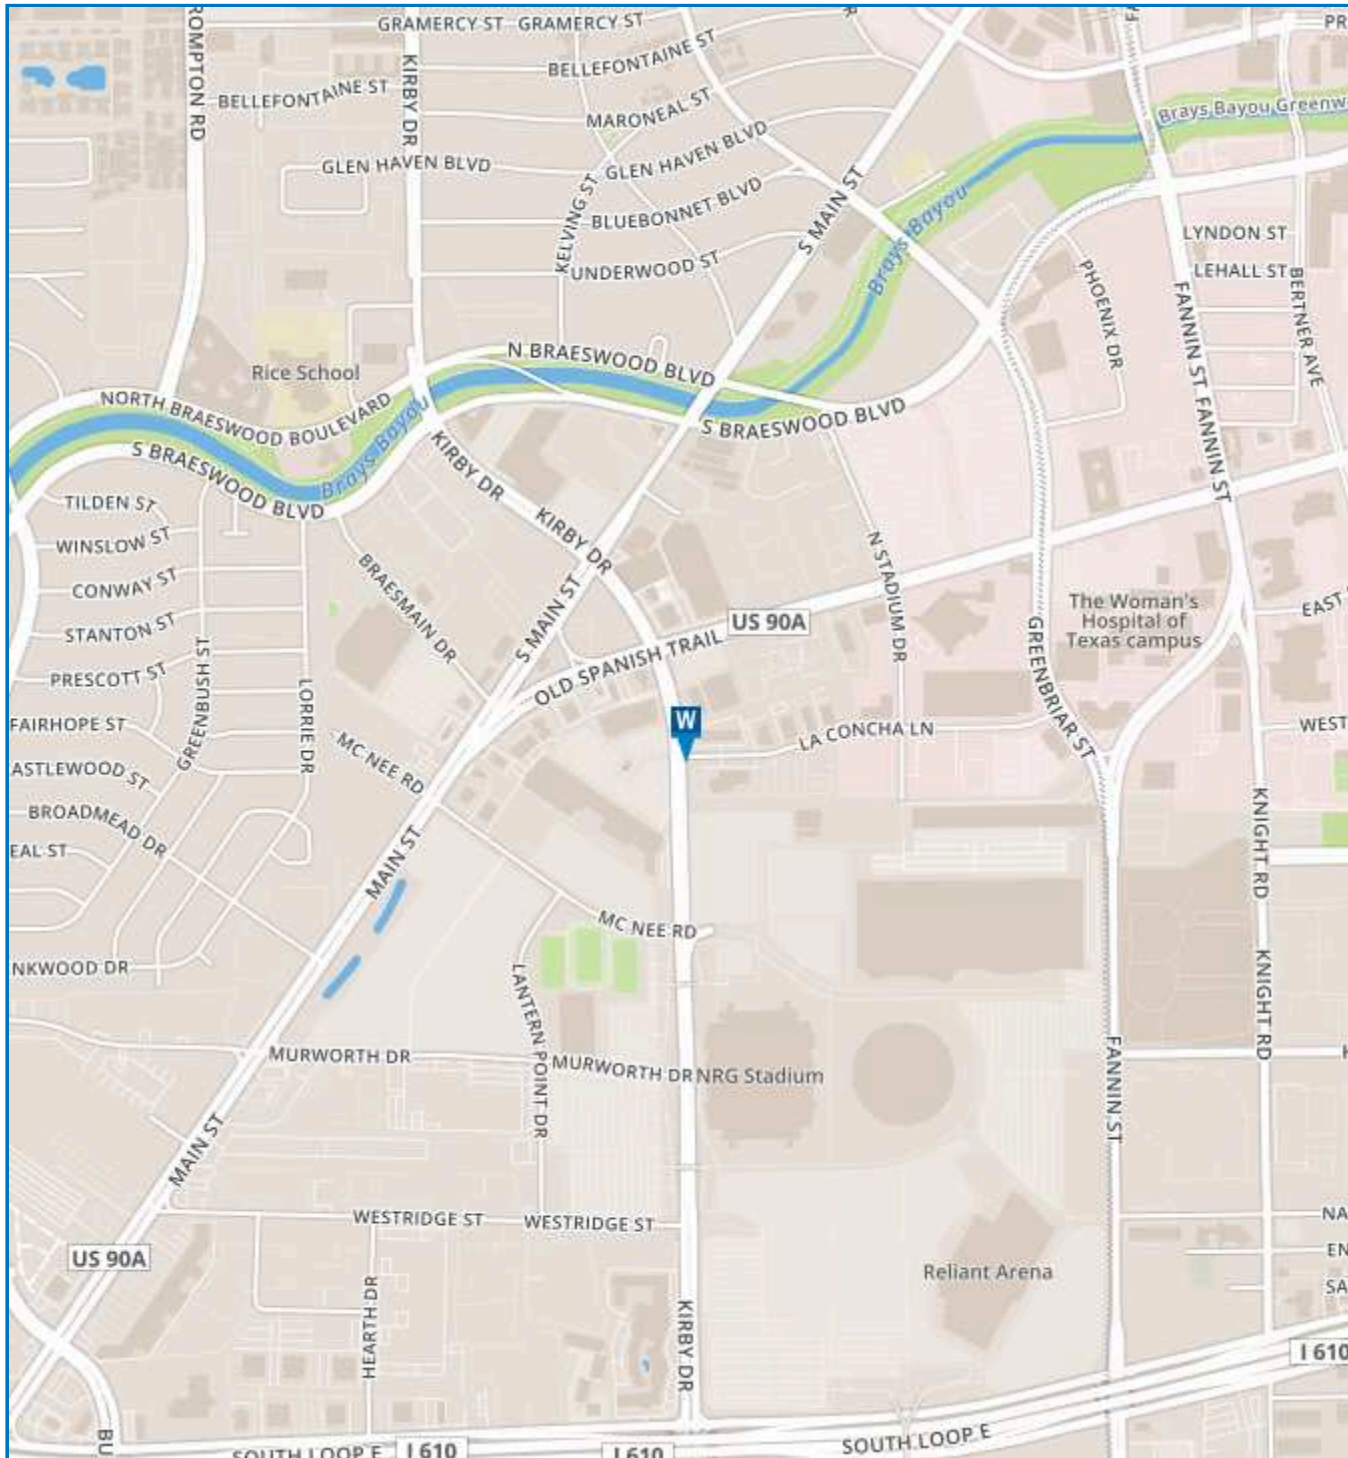 GRAMERCY ST GRAMERCY ST
ROMPTON RD
KIRBY DR
BELLEFONTAINE ST
BELLEFONTAINE ST
MARONEAL ST
Brays Bayou Greenw
GLEN HAVEN BLVD
GLEN HAVEN BLVD
KELVING ST
BLUEBONNET BLVD
S MAIN ST
UNDERWOOD ST
Brays Bayou
LYNDON ST
LEHALL ST
PHOENIX DR
BERTNER AVE
FANNIN ST FANNIN ST
N BRAESWOOD BLVD
Rice School
NORTH BRAESWOOD BOULEVARD
S BRAESWOOD BLVD
S BRAESWOOD BLVD
Brays Bayou
KIRBY DR
KIRBY DR
TILDEN ST
WINSLOW ST
CONWAY ST
STANTON ST
PRESCOTT ST
FAIRHOPE ST
ASTLEWOOD ST
BROADMEAD DR
EAL ST
NKWOOD DR
GREENBUSH ST
LORRIE DR
BRAESMAIN DR
S MAIN ST
N STADIUM DR
US 90A
OLD SPANISH TRAIL
The Woman's
Hospital of
Texas campus
GREENBRIAR ST
EAST
WEST
W
LA CONCHA LN
MC NEE RD
MAIN ST
MC NEE RD
KNIGHT RD
KNIGHT RD
LANTERN POINT DR
MURWORTH DR
MURWORTH DR
NRG Stadium
FANNIN ST
MAIN ST
WESTRIDGE ST
WESTRIDGE ST
US 90A
HEARTH DR
KIRBY DR
Reliant Arena
NA
EN
SA
I 610
BU
SOUTH LOOP E
I 610
I 610
SOUTH LOOP E
PR